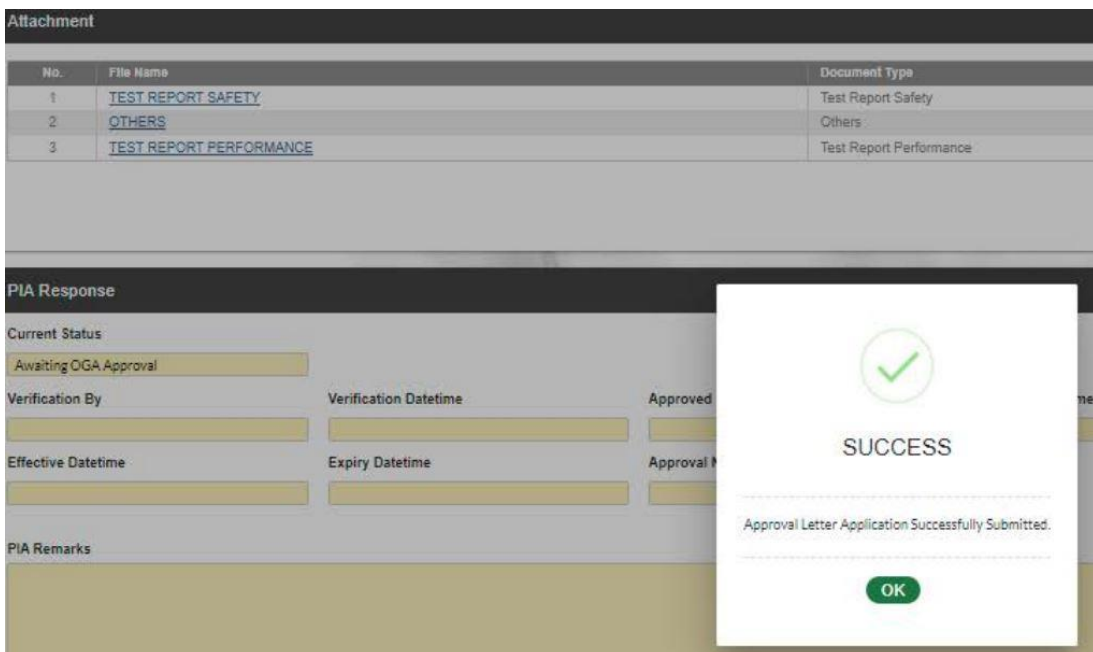 Attachment
No. File Name Document Type
1 TEST REPORT SAFETY Test Report Safety
2 OTHERS Others
3 TEST REPORT PERFORMANCE Test Report Performance
PIA Response
Current Status
Awaiting OGA Approval
Verification By Verification Datetime Approved
Effective Datetime Expiry Datetime Approval
PIA Remarks
SUCCESS
Approval Letter Application Successfully Submitted.
OK